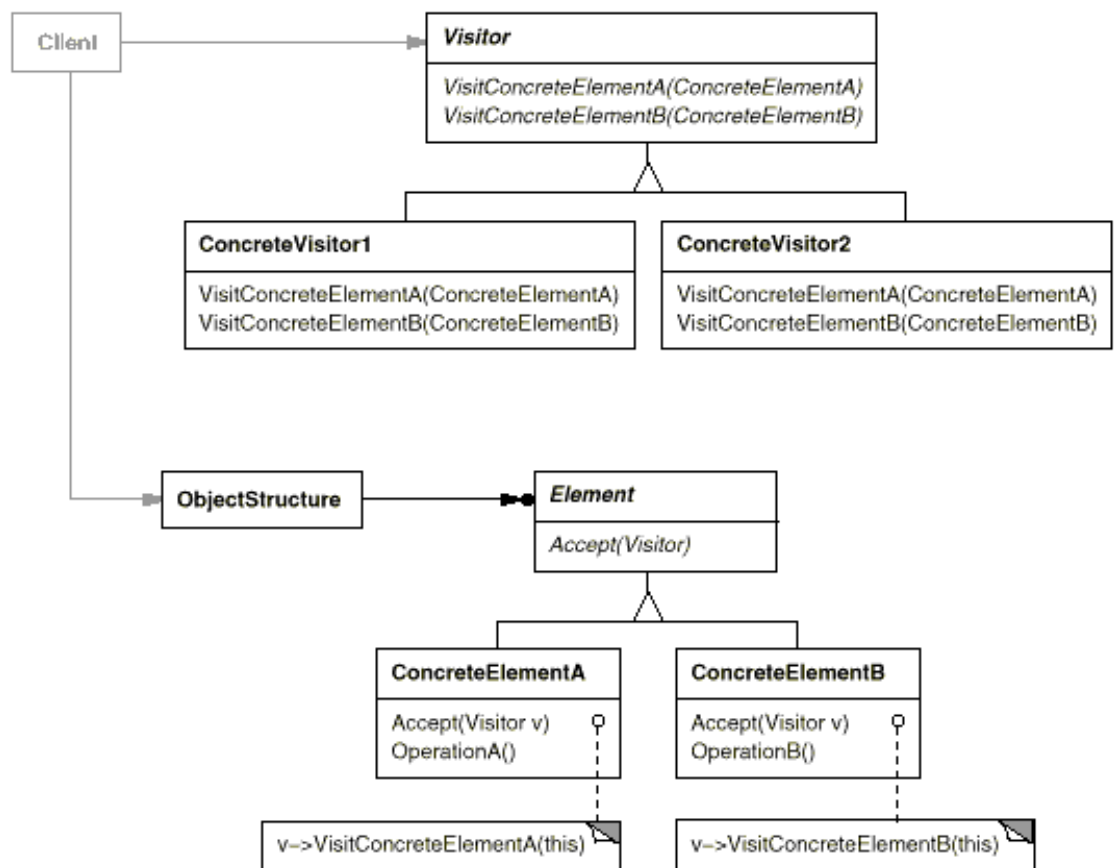 Client
Visitor
VisitConcreteElementA(ConcreteElementA)
VisitConcreteElementB(ConcreteElementB)
ConcreteVisitor1
VisitConcreteElementA(ConcreteElementA)
VisitConcreteElementB(ConcreteElementB)
ConcreteVisitor2
VisitConcreteElementA(ConcreteElementA)
VisitConcreteElementB(ConcreteElementB)
ObjectStructure
Element
Accept(Visitor)
ConcreteElementA
Accept(Visitor v)
OperationA()
ConcreteElementB
Accept(Visitor v)
OperationB()
v->VisitConcreteElementA(this)
v->VisitConcreteElementB(this)